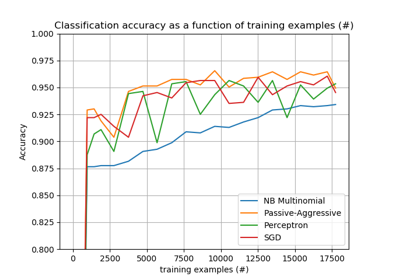 Classification accuracy as a function of training examples (#)
1.000
0.975
0.950
0.925
0.900
0.875
0.850
0.825
0.800
Accuracy
NB Multinomial
Passive-Aggressive
Perceptron
SGD
0 2500 5000 7500 10000 12500 15000 17500
training examples (#)